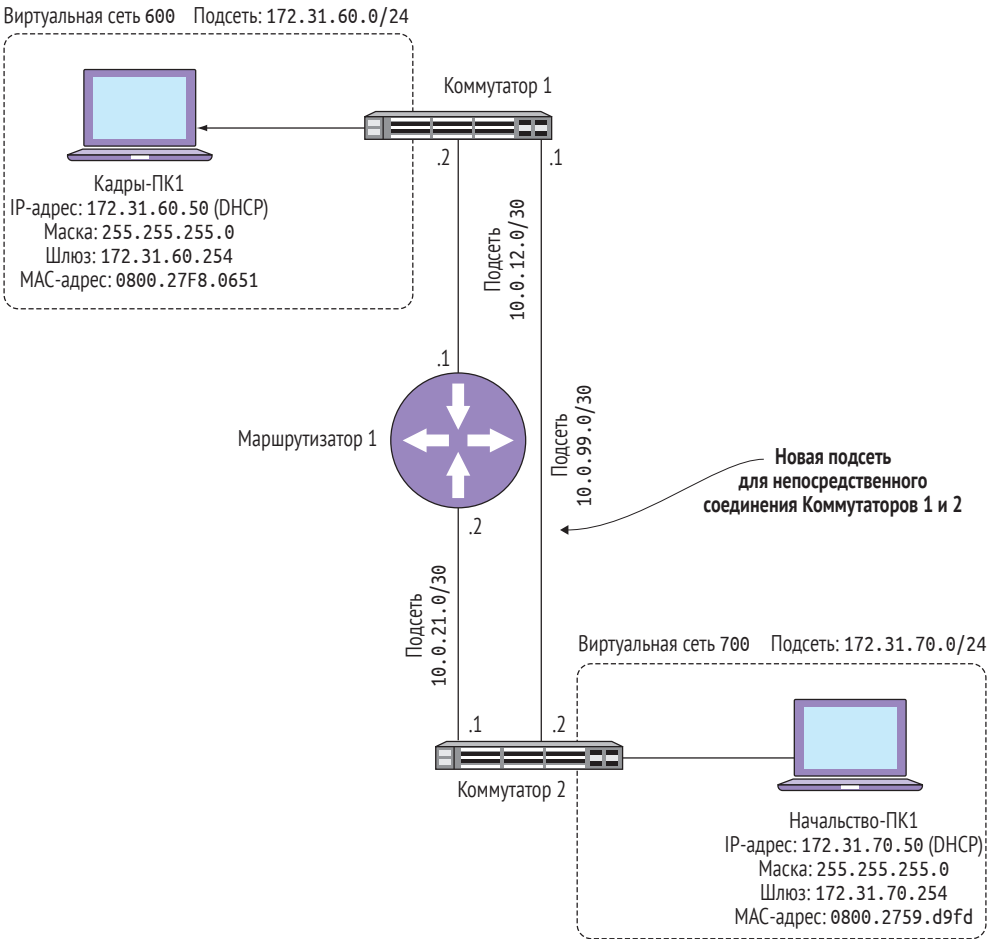 Виртуальная сеть 600 Подсеть: 172.31.60.0/24
Коммутатор 1
.2
.1
Кадры-ПК1
IP-адрес: 172.31.60.50 (DHCP)
Маска: 255.255.255.0
Шлюз: 172.31.60.254
MAC-адрес: 0800.27F8.0651
Подсеть
10.0.12.0/30
.1
Маршрутизатор 1
Подсеть
10.0.99.0/30
Новая подсеть
для непосредственного
соединения Коммутаторов 1 и 2
.2
Подсеть
10.0.21.0/30
Виртуальная сеть 700 Подсеть: 172.31.70.0/24
.1
.2
Коммутатор 2
Начальство-ПК1
IP-адрес: 172.31.70.50 (DHCP)
Маска: 255.255.255.0
Шлюз: 172.31.70.254
MAC-адрес: 0800.2759.d9fd